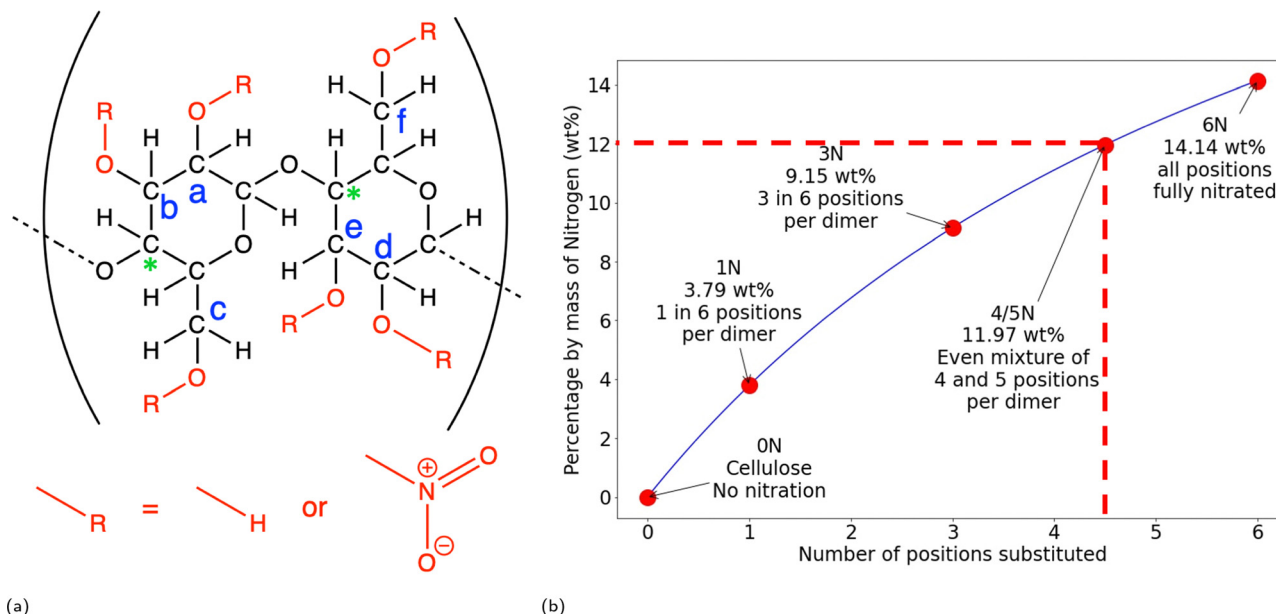 R
O
R
O
H
H
C
f
R
O
H
H
O
H
H
C
C
C
H
C
a
C
O
C
*
C
O
b
H
H
C
*
C
O
e
C
d
C
O
H
C
H
C
H
H
c
O
H
C
H
R
O
R
O
R
R
= H or N ⊕ O
R
O ⊖
(a)
Percentage by mass of Nitrogen (wt%)
14
12
10
8
6
4
2
0
6N
14.14 wt%
all positions
fully nitrated
3N
9.15 wt%
3 in 6 positions
per dimer
1N
3.79 wt%
1 in 6 positions
per dimer
4/5N
11.97 wt%
Even mixture of
4 and 5 positions
per dimer
0N
Cellulose
No nitration
0 1 2 3 4 5 6
Number of positions substituted
(b)